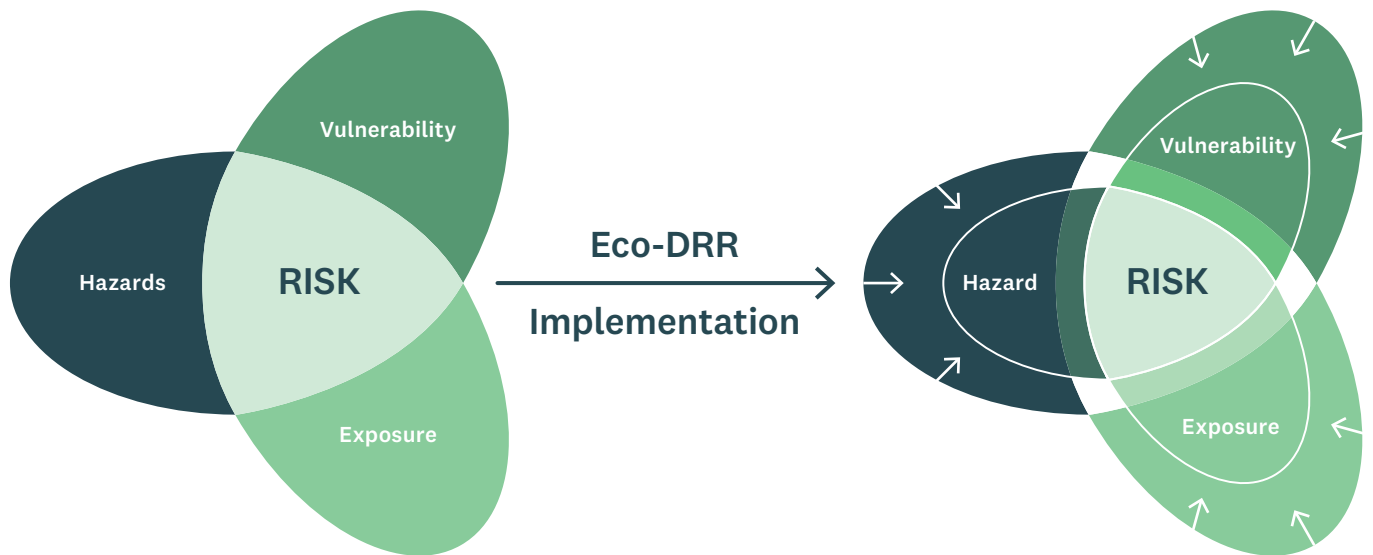 Vulnerability
Hazards
RISK
Exposure
Eco-DRR
Implementation
Vulnerability
Hazard
RISK
Exposure